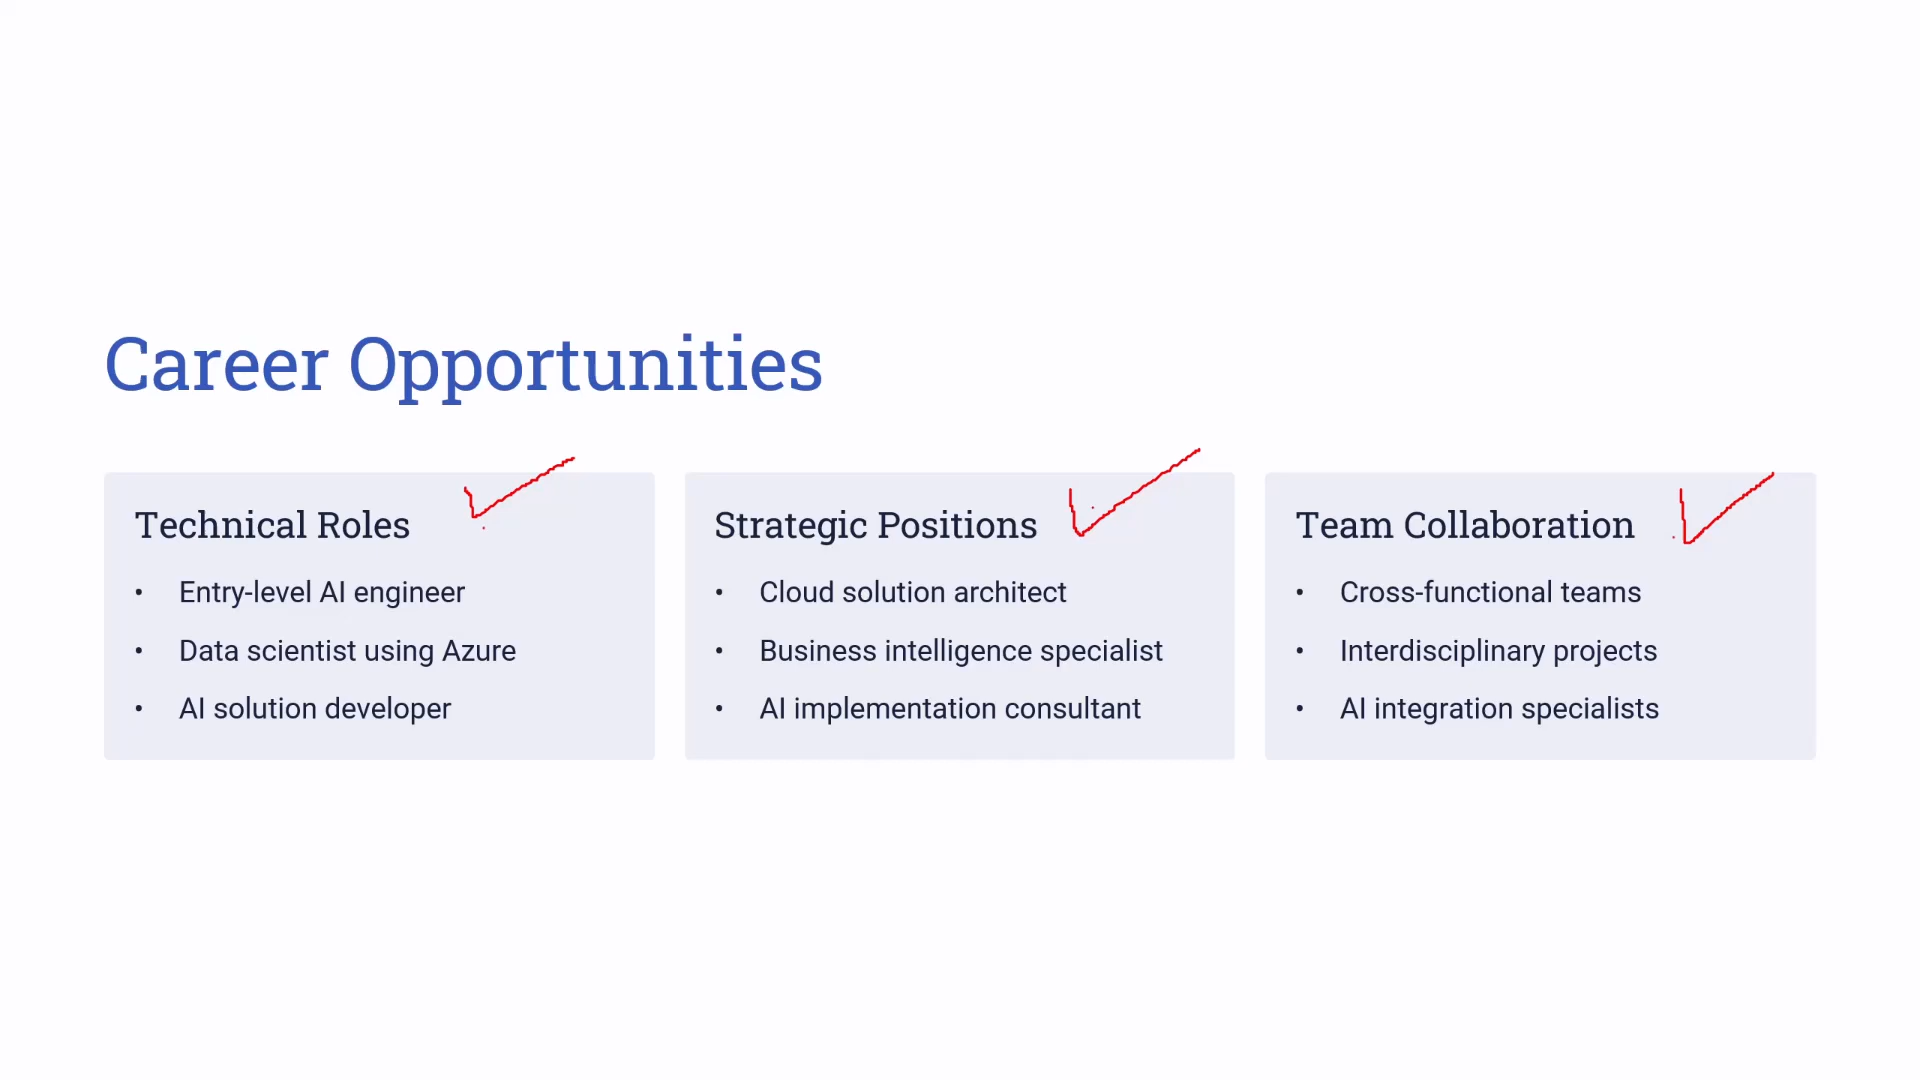 Career Opportunities
Technical Roles
• Entry-level AI engineer
• Data scientist using Azure
• AI solution developer
Strategic Positions
• Cloud solution architect
• Business intelligence specialist
• AI implementation consultant
Team Collaboration
• Cross-functional teams
• Interdisciplinary projects
• AI integration specialists